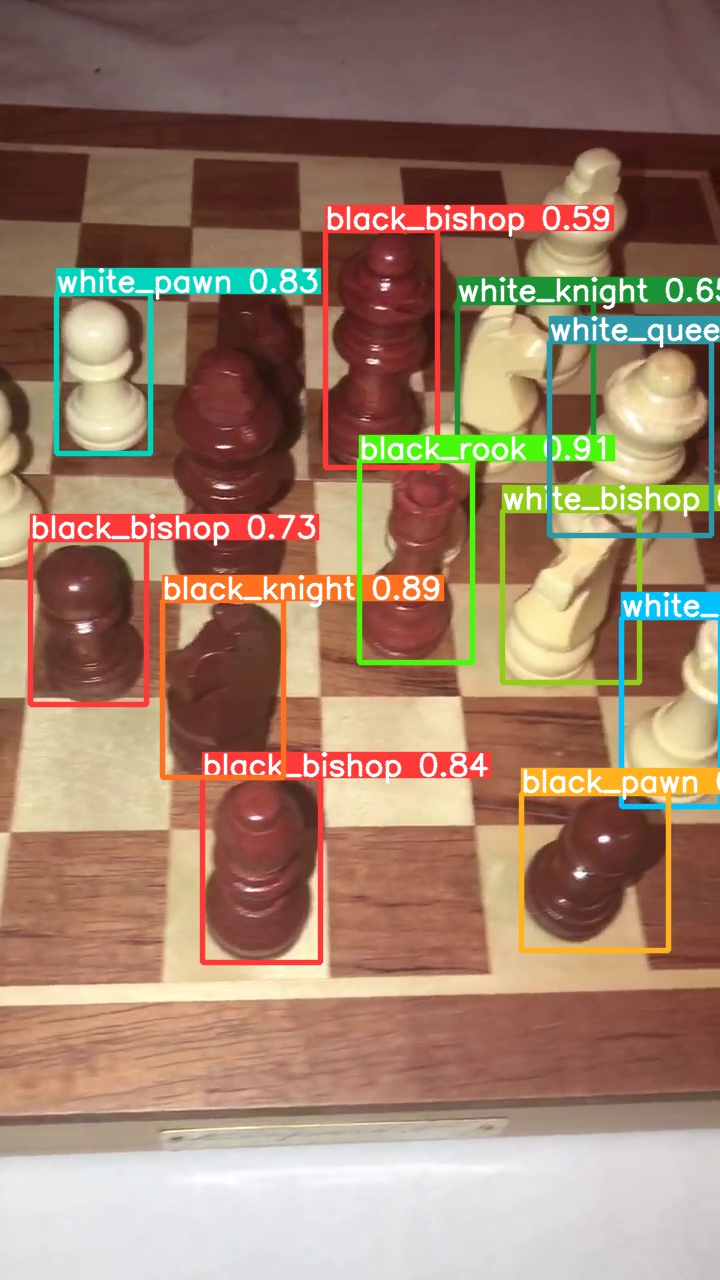 black_bishop 0.59
white_pawn 0.83
white_knight 0.65
white_quee
black_rook 0.91
white_bishop
black_bishop 0.73
black_knight 0.89
white_
black_bishop 0.84
black_pawn